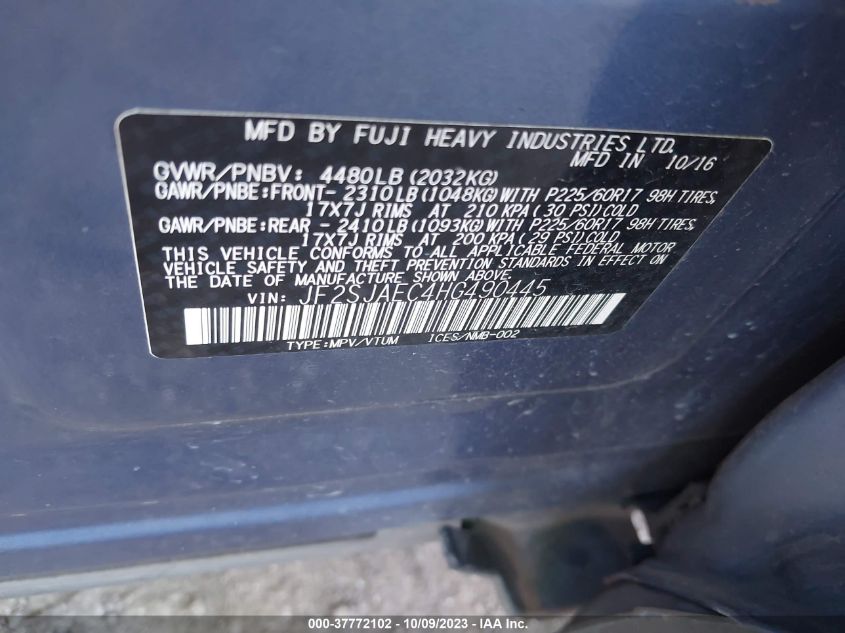 MFD BY FUJI HEAVY INDUSTRIES LTD.
MFD IN 10/16
GVWR/PNBV: 4480LB(2032KG)
GAWR/PNBE:FRONT- 2310LB(1048KG)WITH P225/60R17 98H TIRES,
17X7J RIMS AT 210 KPA(30 PSI)COLD
GAWR/PNBE:REAR - 2410LB(1093KG)WITH P225/60R17 98H TIRES,
17X7J RIMS AT 200 KPA(29 PSI)COLD
THIS VEHICLE CONFORMS TO ALL APPLICABLE FEDERAL MOTOR
VEHICLE SAFETY AND THEFT PREVENTION STANDARDS IN EFFECT ON
THE DATE OF MANUFACTURE SHOWN ABOVE.
VIN: JF2SJAEC4HG490445
TYPE:MPV/VTUM ICES/NMB-002
000-37772102 - 10/09/2023 - IAA Inc.